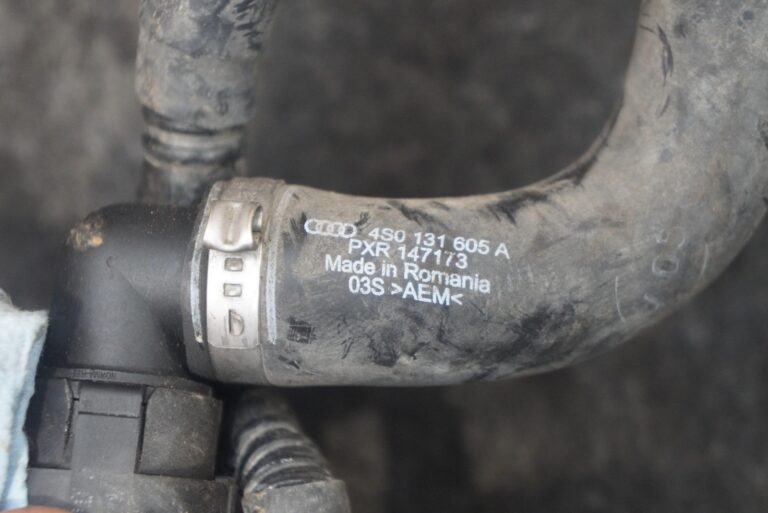 4S0 131 605 A
PXR 147173
Made in Romania
03S >AEM<